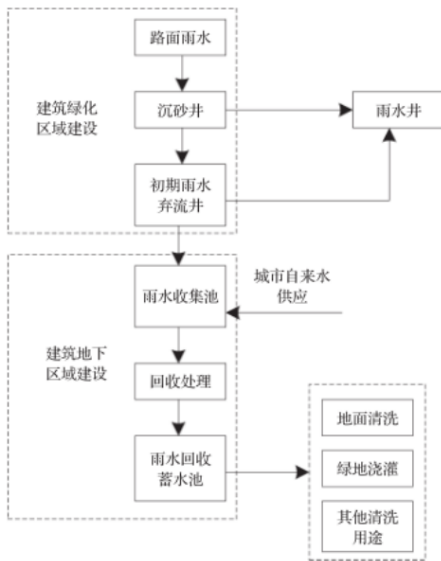 路面雨水
建筑绿化
区域建设
沉砂井
雨水井
初期雨水
弃流井
雨水收集池
城市自来水
供应
建筑地下
区域建设
回收处理
雨水回收
蓄水池
地面清洗
绿地浇灌
其他清洗
用途